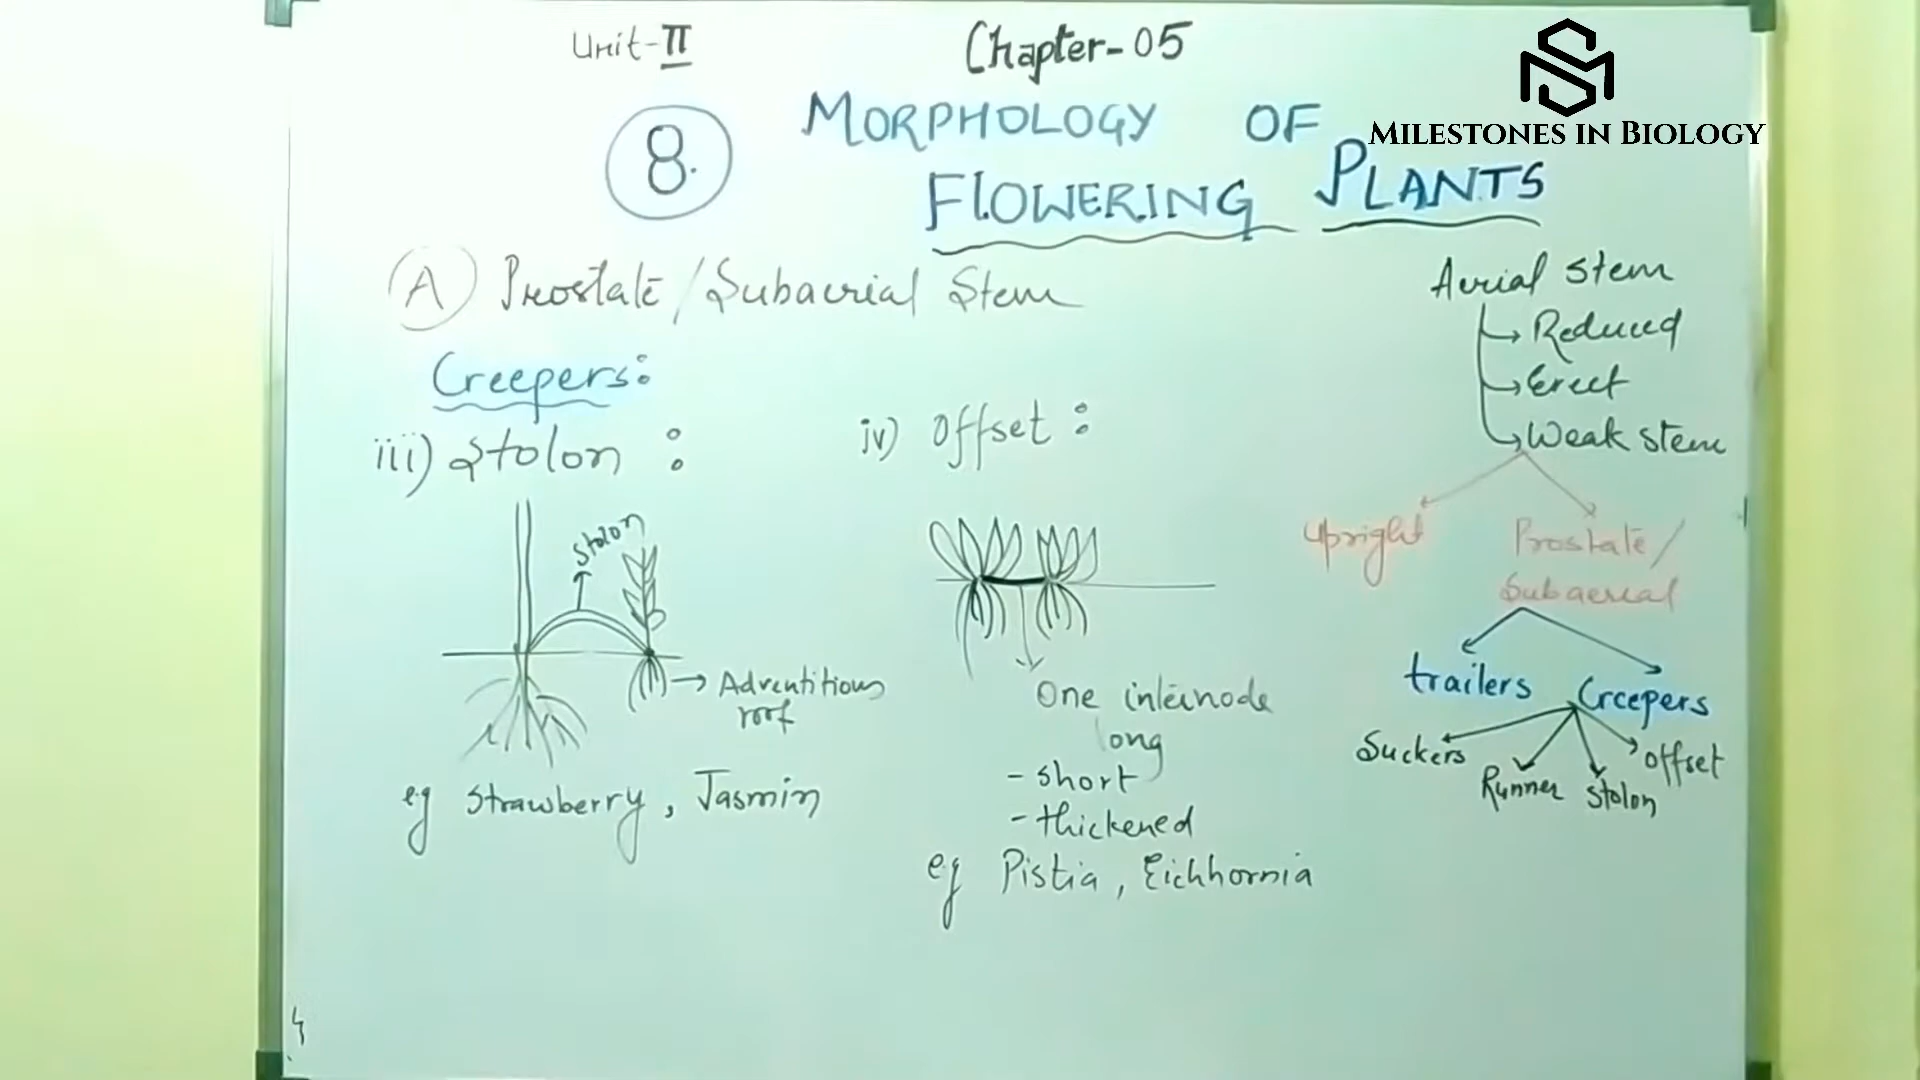 Unit-II
Chapter-05
8.
MORPHOLOGY OF
FLOWERING PLANTS
MILESTONES IN BIOLOGY
A Prostate/Subaerial Stem
Creepers:
iii) Stolon :
Stolon
Adventitious
root
eg Strawberry, Jasmin
iv) Offset :
One internode
long
- short
- thickened
eg Pistia, Eichhornia
Aerial Stem
Reduced
Erect
Weak stem
Upright
Prostate/
Subaerial
trailers
Creepers
Suckers
Runner
Stolon
offset